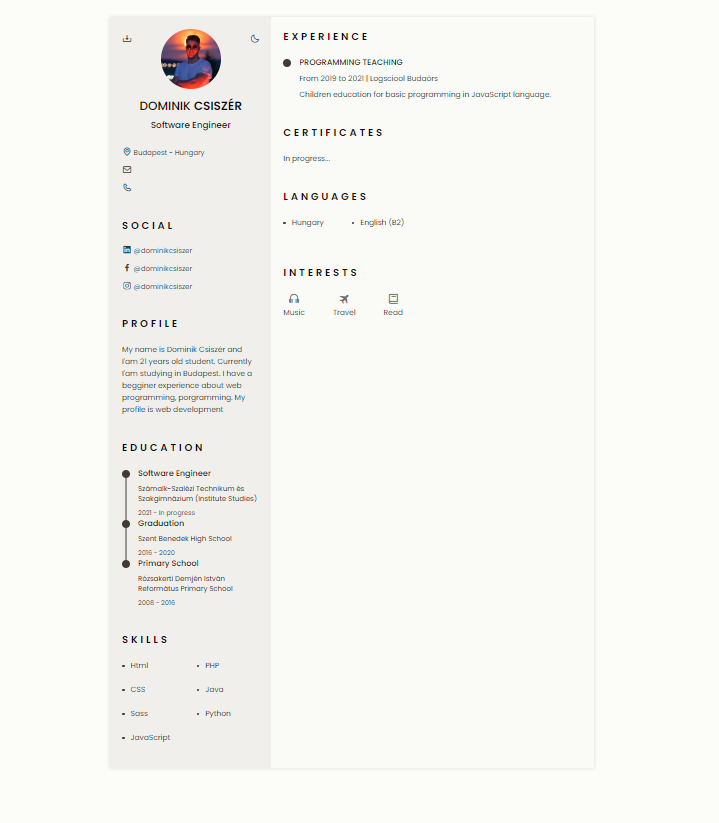 DOMINIK CSISZÉR
Software Engineer
Budapest - Hungary
SOCIAL
@dominikcsiszer
@dominikcsiszer
@dominikcsiszer
PROFILE
My name is Dominik Csiszér and
I'am 21 years old student. Currently
I'am studying in Budapest. I have a
begginer experience about web
programming, porgramming. My
profile is web development
EDUCATION
Software Engineer
Számalk-Szalézi Technikum és
Szakgimnázium (Institute Studies)
2021 - In progress
Graduation
Szent Benedek High School
2016 - 2020
Primary School
Rózsakerti Demjén István
Református Primary School
2008 - 2016
SKILLS
Html
PHP
CSS
Java
Sass
Python
JavaScript
EXPERIENCE
PROGRAMMING TEACHING
From 2019 to 2021 | Logsciool Budaörs
Children education for basic programming in JavaScript language.
CERTIFICATES
In progress...
LANGUAGES
Hungary
English (B2)
INTERESTS
Music
Travel
Read